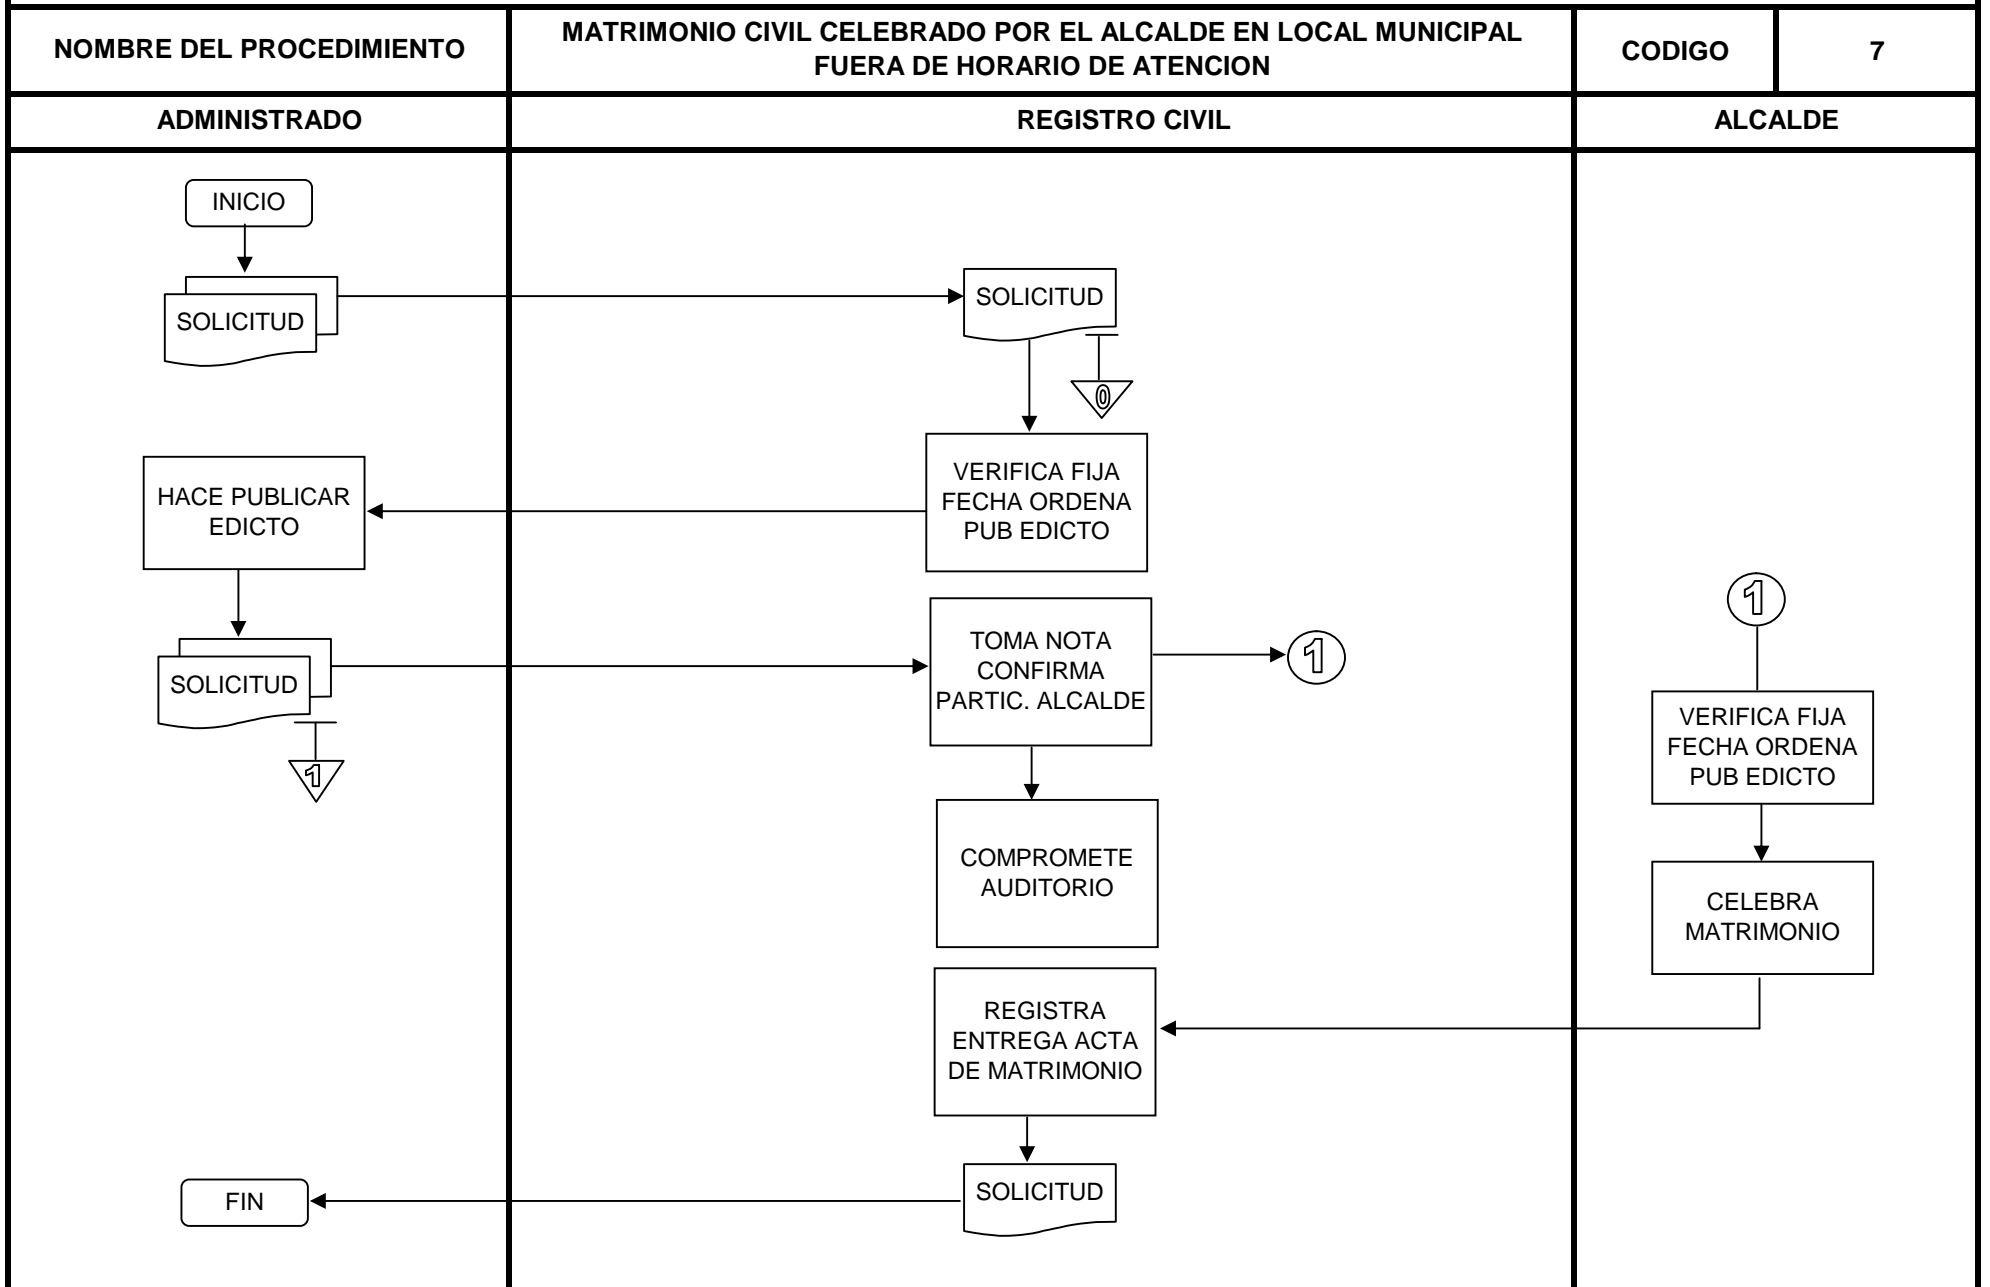 NOMBRE DEL PROCEDIMIENTO
MATRIMONIO CIVIL CELEBRADO POR EL ALCALDE EN LOCAL MUNICIPAL
FUERA DE HORARIO DE ATENCION
CODIGO
7
ADMINISTRADO
REGISTRO CIVIL
ALCALDE
INICIO
SOLICITUD
SOLICITUD
0
VERIFICA FIJA
FECHA ORDENA
PUB EDICTO
HACE PUBLICAR
EDICTO
SOLICITUD
1
TOMA NOTA
CONFIRMA
PARTIC. ALCALDE
1
COMPROMETE
AUDITORIO
1
VERIFICA FIJA
FECHA ORDENA
PUB EDICTO
CELEBRA
MATRIMONIO
REGISTRA
ENTREGA ACTA
DE MATRIMONIO
SOLICITUD
FIN